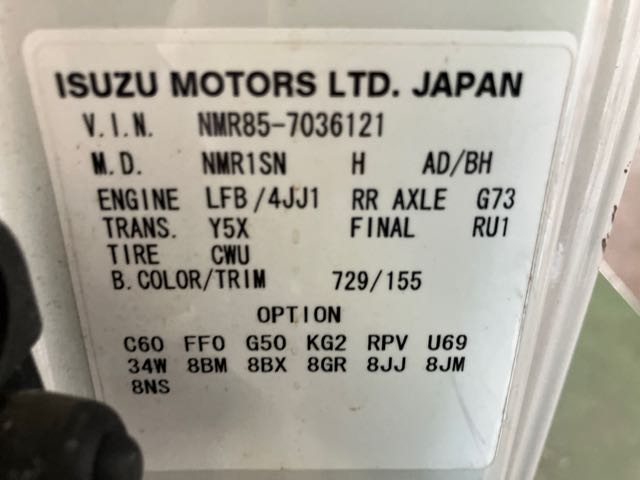 ISUZU MOTORS LTD. JAPAN
V.I.N. NMR85-7036121
M.D. NMR1SN H AD/BH
ENGINE LFB/4JJ1 RR AXLE G73
TRANS. Y5X FINAL RU1
TIRE CWU
B.COLOR/TRIM 729/155
OPTION
C60 FF0 G50 KG2 RPV U69
34W 8BM 8BX 8GR 8JJ 8JM
8NS